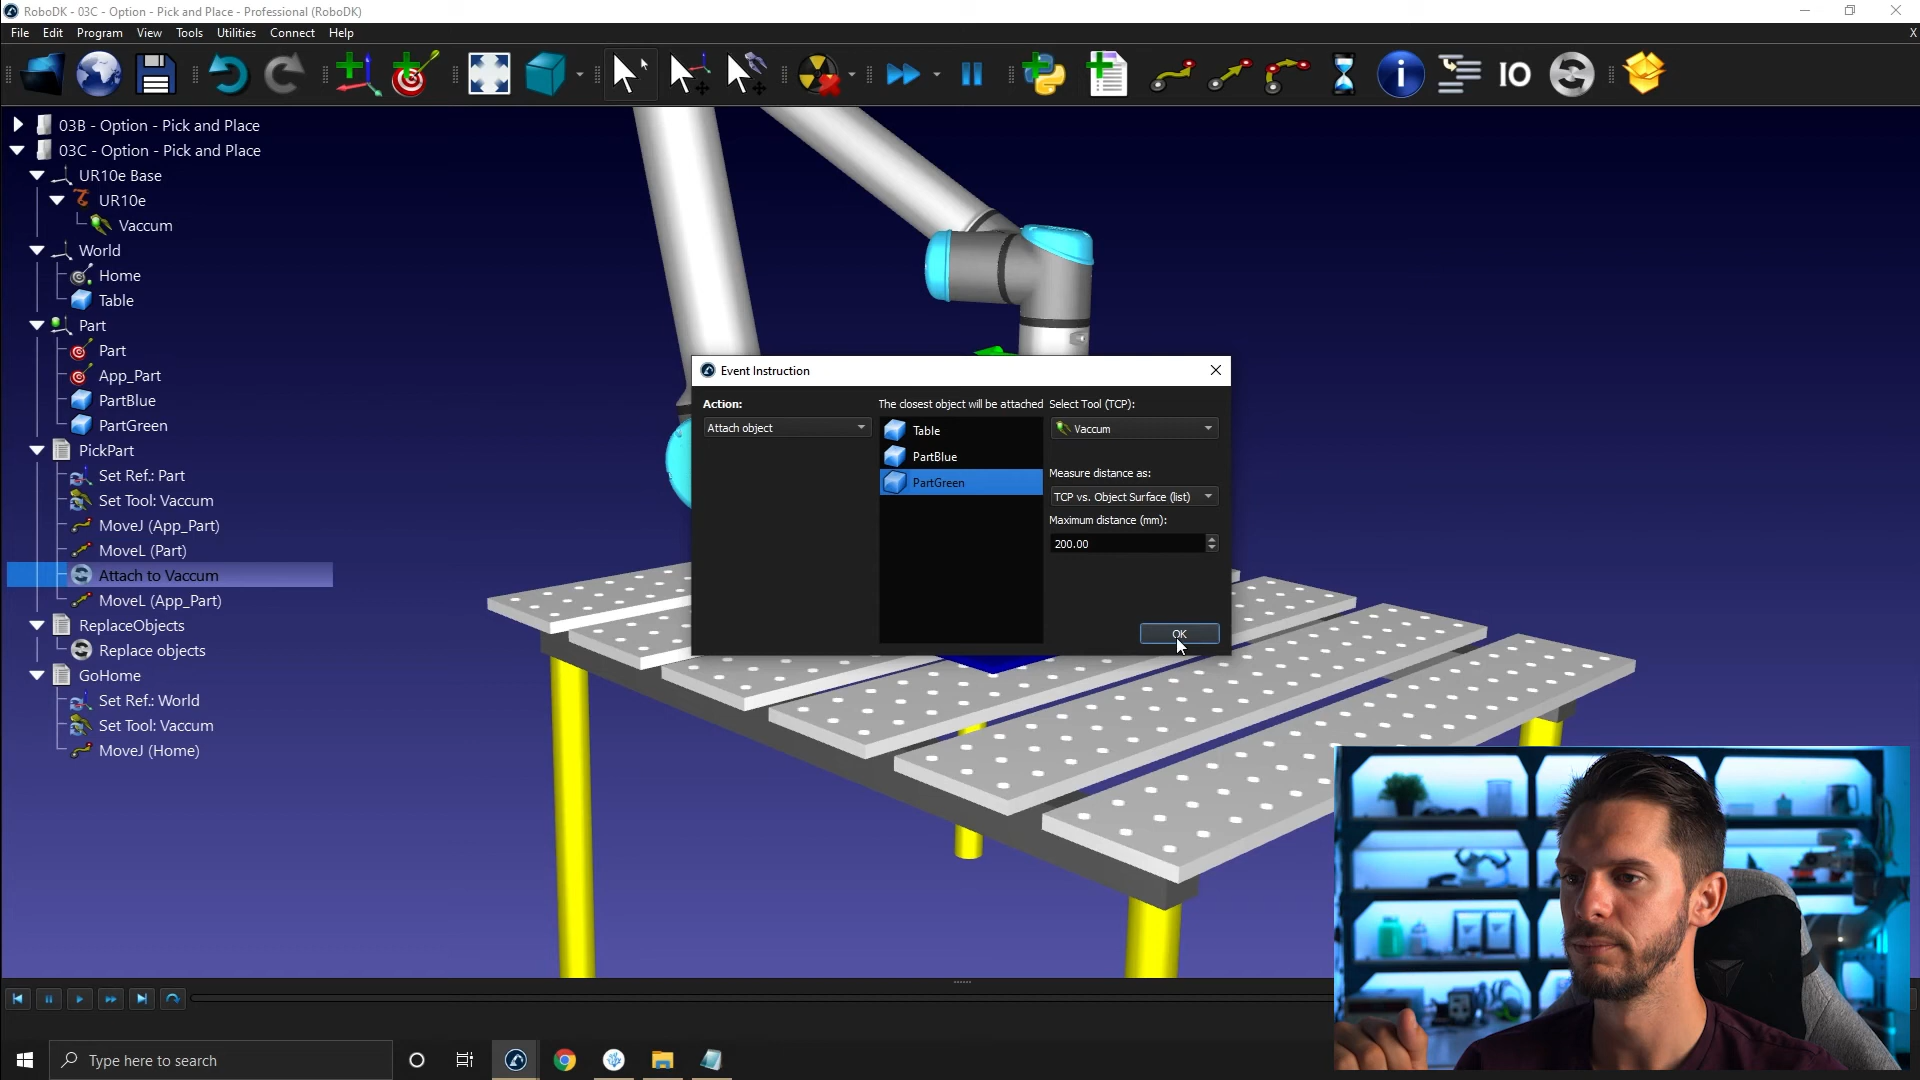 RoboDK - 03C - Option - Pick and Place - Professional (RoboDK)
File Edit Program View Tools Utilities Connect Help
X
IO
03B - Option - Pick and Place
03C - Option - Pick and Place
UR10e Base
UR10e
Vaccum
World
Home
Table
Part
Part
App_Part
PartBlue
PartGreen
PickPart
Set Ref.: Part
Set Tool: Vaccum
MoveJ (App_Part)
MoveL (Part)
Attach to Vaccum
MoveL (App_Part)
ReplaceObjects
Replace objects
GoHome
Set Ref.: World
Set Tool: Vaccum
MoveJ (Home)
Event Instruction
Action:
Attach object
The closest object will be attached
Table
PartBlue
PartGreen
Select Tool (TCP):
Vaccum
Measure distance as:
TCP vs. Object Surface (list)
Maximum distance (mm):
200.00
OK
Type here to search